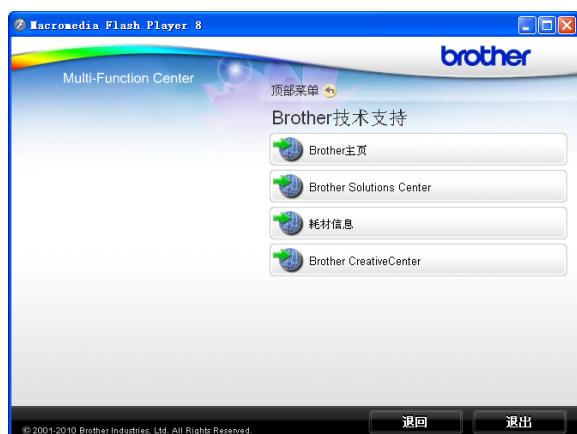 Macromedia Flash Player 8
brother
Multi-Function Center
顶部菜单
Brother技术支持
Brother主页
Brother Solutions Center
耗材信息
Brother CreativeCenter
退回
退出
© 2001-2010 Brother Industries, Ltd. All Rights Reserved.